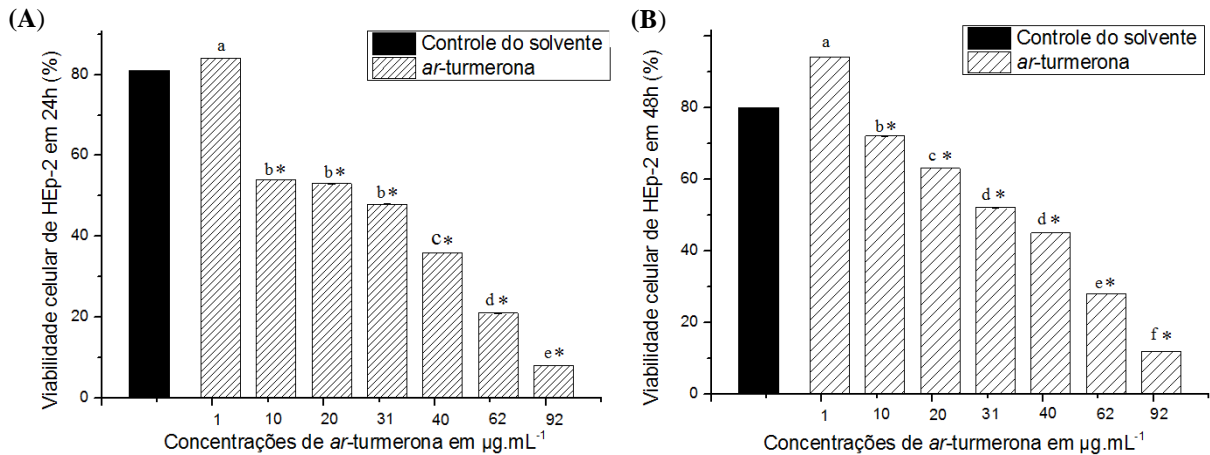 (A)
Viabilidade celular de HEp-2 em 24h (%)
80
60
40
20
0
Controle do solvente
ar-turmerona
a
b*
b*
b*
c*
d*
e*
1 10 20 31 40 62 92
Concentrações de ar-turmerona em µg.mL⁻¹
(B)
Viabilidade celular de HEp-2 em 48h (%)
80
60
40
20
0
Controle do solvente
ar-turmerona
a
b*
c*
d*
d*
e*
f*
1 10 20 31 40 62 92
Concentrações de ar-turmerona em µg.mL⁻¹